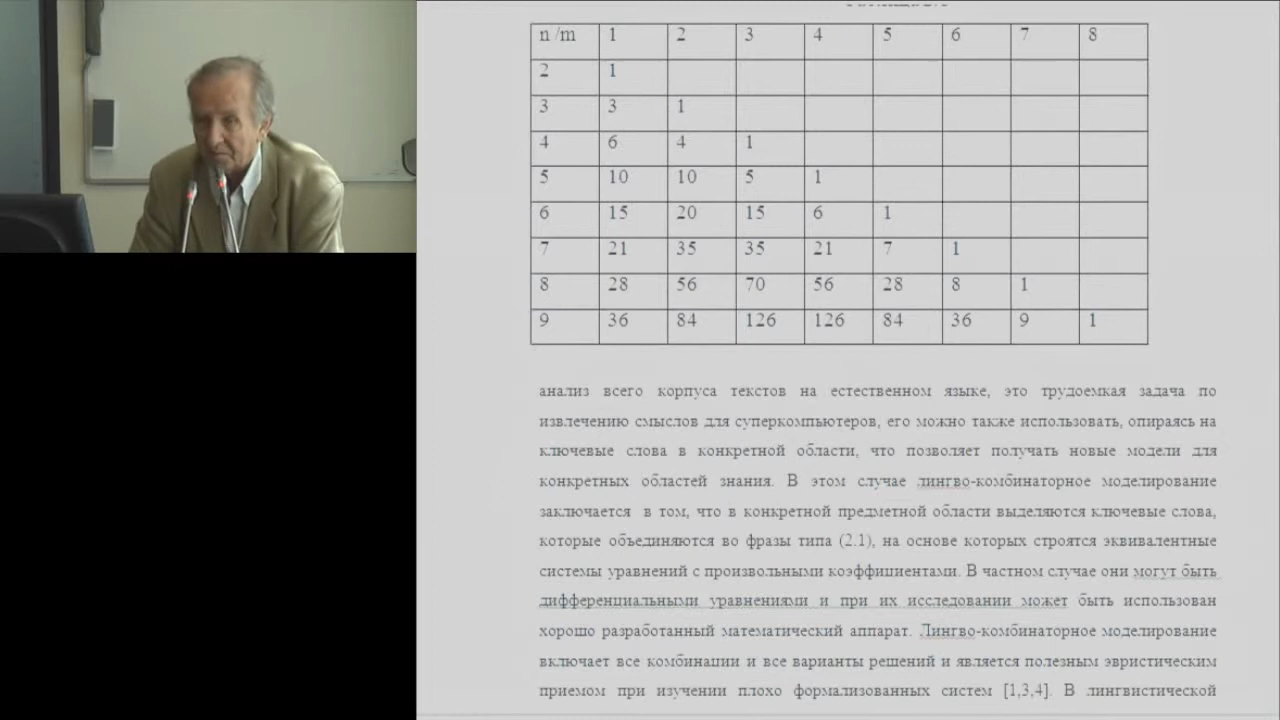 n /m 1 2 3 4 5 6 7 8
2 1
3 3 1
4 6 4 1
5 10 10 5 1
6 15 20 15 6 1
7 21 35 35 21 7 1
8 28 56 70 56 28 8 1
9 36 84 126 126 84 36 9 1
анализ всего корпуса текстов на естественном языке, это трудоемкая задача по
извлечению смыслов для суперкомпьютеров, его можно также использовать, опираясь на
ключевые слова в конкретной области, что позволяет получать новые модели для
конкретных областей знания. В этом случае лингво-комбинаторное моделирование
заключается в том, что в конкретной предметной области выделяются ключевые слова,
которые объединяются во фразы типа (2.1), на основе которых строятся эквивалентные
системы уравнений с произвольными коэффициентами. В частном случае они могут быть
дифференциальными уравнениями и при их исследовании может быть использован
хорошо разработанный математический аппарат. Лингво-комбинаторное моделирование
включает все комбинации и все варианты решений и является полезным эвристическим
приемом при изучении плохо формализованных систем [1,3,4]. В лингвистической